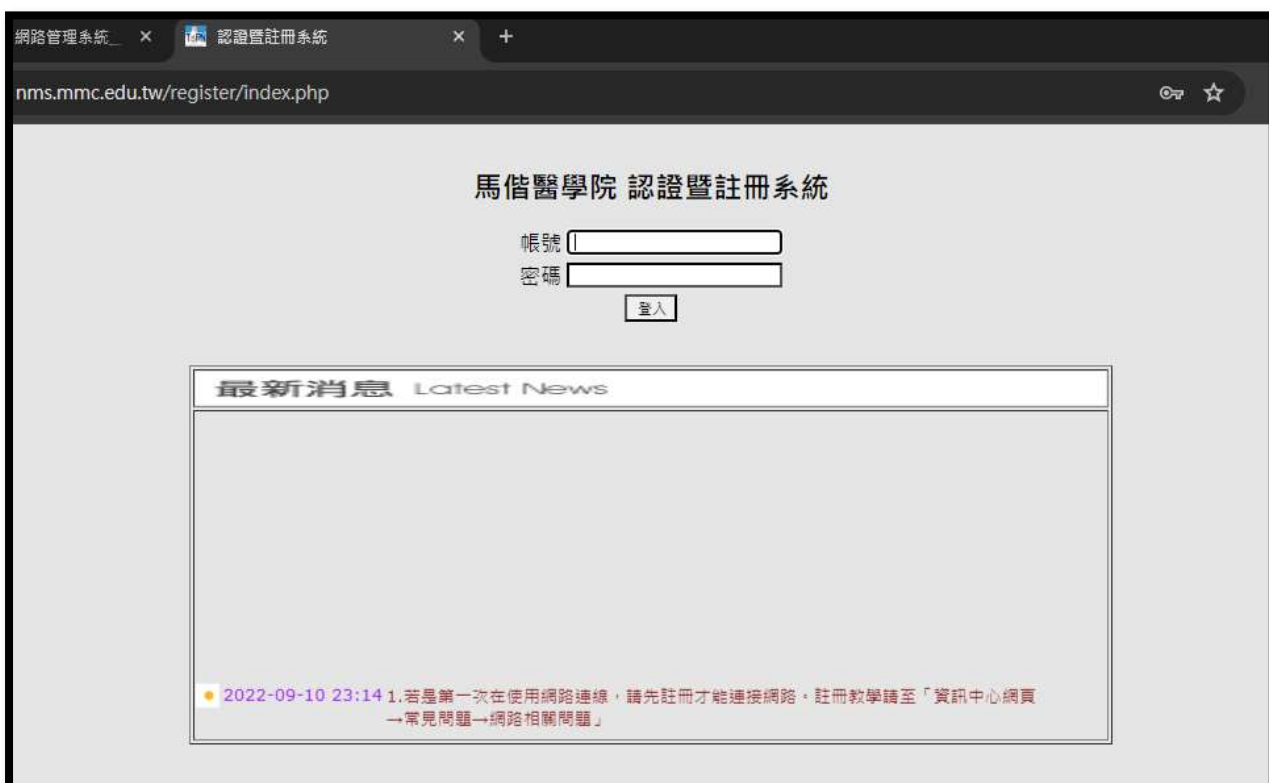 網路管理系統_
認證暨註冊系統
nms.mmc.edu.tw/register/index.php
馬偕醫學院 認證暨註冊系統
帳號
密碼
登入
最新消息 Latest News
2022-09-10 23:14 1.若是第一次在使用網路連線，請先註冊才能連接網路。註冊教學請至「資訊中心網頁
→常見問題→網路相關問題」